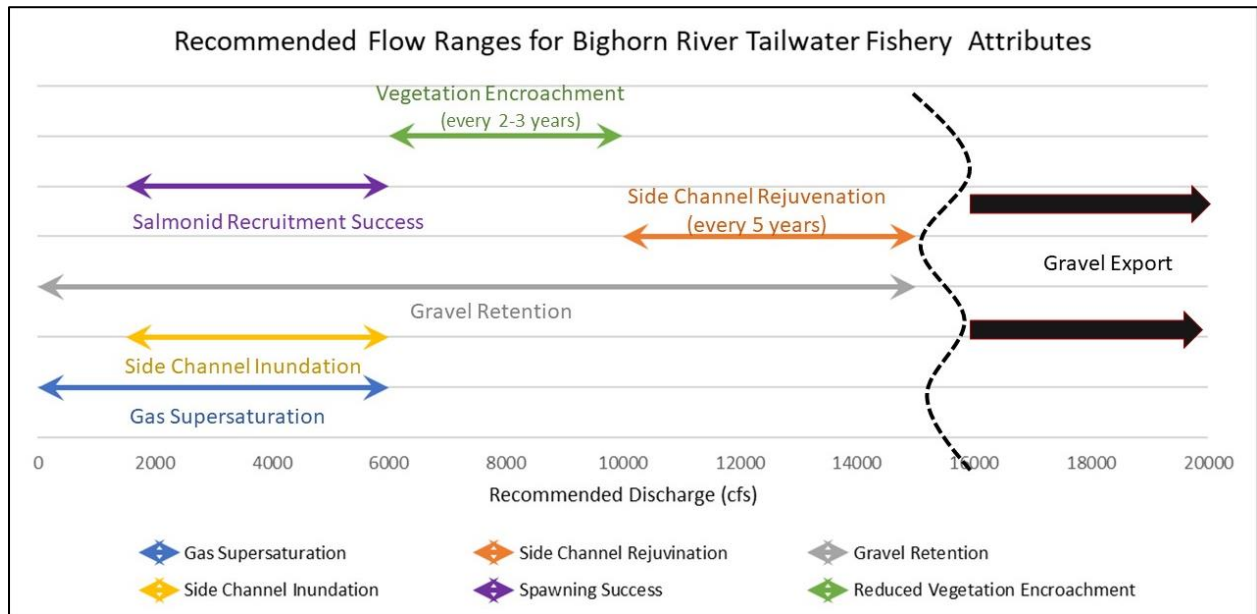 Recommended Flow Ranges for Bighorn River Tailwater Fishery Attributes
Vegetation Encroachment
(every 2-3 years)
Side Channel Rejuvenation
(every 5 years)
Salmonid Recruitment Success
Gravel Export
Gravel Retention
Side Channel Inundation
Gas Supersaturation
0 2000 4000 6000 8000 10000 12000 14000 16000 18000 20000
Recommended Discharge (cfs)
Gas Supersaturation Side Channel Rejuvination Gravel Retention
Side Channel Inundation Spawning Success Reduced Vegetation Encroachment